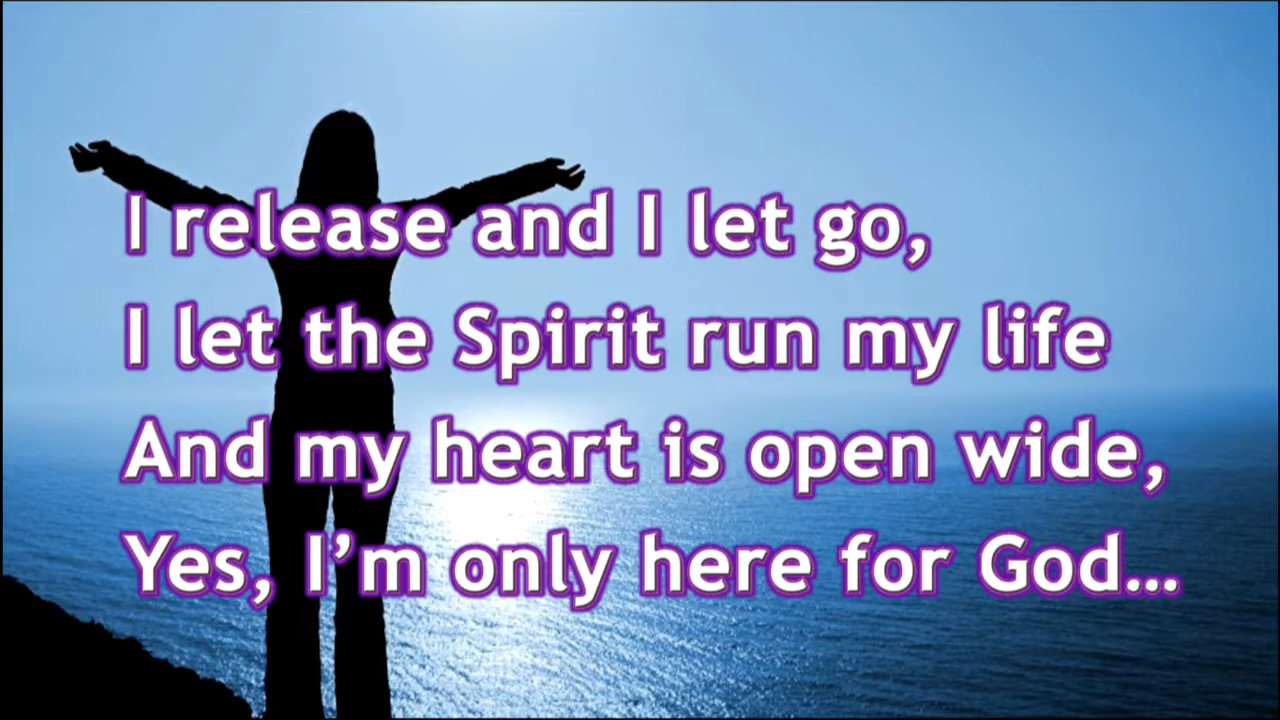 I release and I let go,
I let the Spirit run my life
And my heart is open wide,
Yes, I’m only here for God...